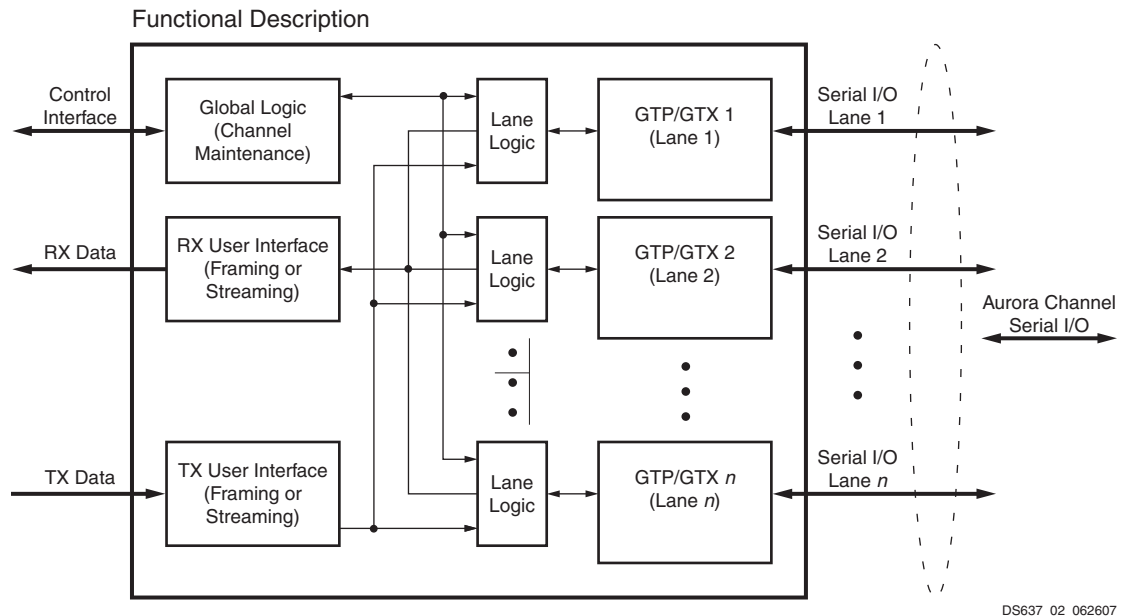 Functional Description
Control
Interface
Global Logic
(Channel
Maintenance)
Lane
Logic
GTP/GTX 1
(Lane 1)
Serial I/O
Lane 1
RX Data
RX User Interface
(Framing or
Streaming)
Lane
Logic
GTP/GTX 2
(Lane 2)
Serial I/O
Lane 2
Aurora Channel
Serial I/O
TX Data
TX User Interface
(Framing or
Streaming)
Lane
Logic
GTP/GTX n
(Lane n)
Serial I/O
Lane n
DS637_02_062607